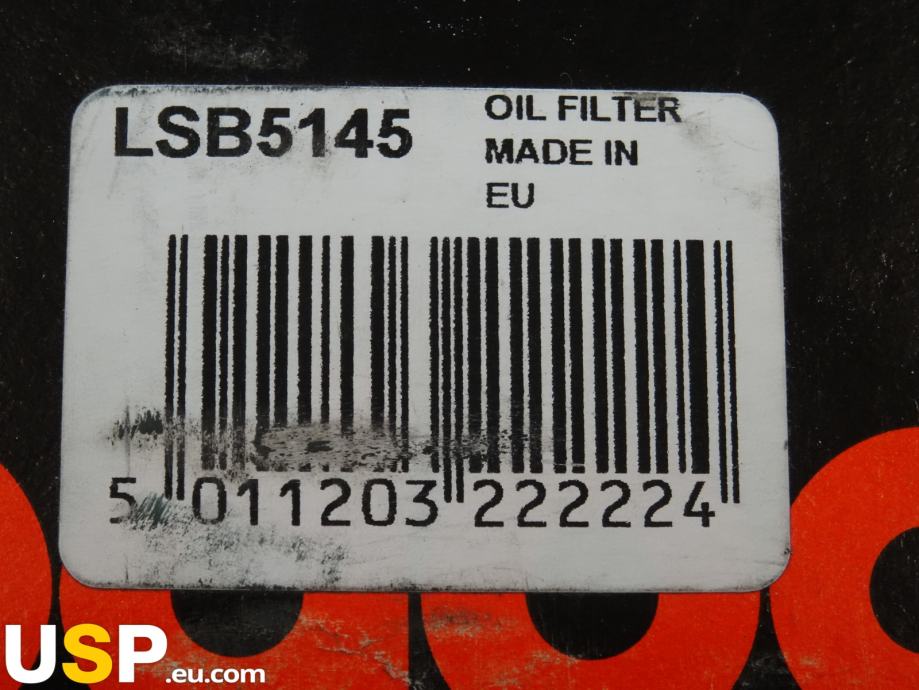 LSB5145
OIL FILTER
MADE IN
EU
5 011203 222224
USP.eu.com